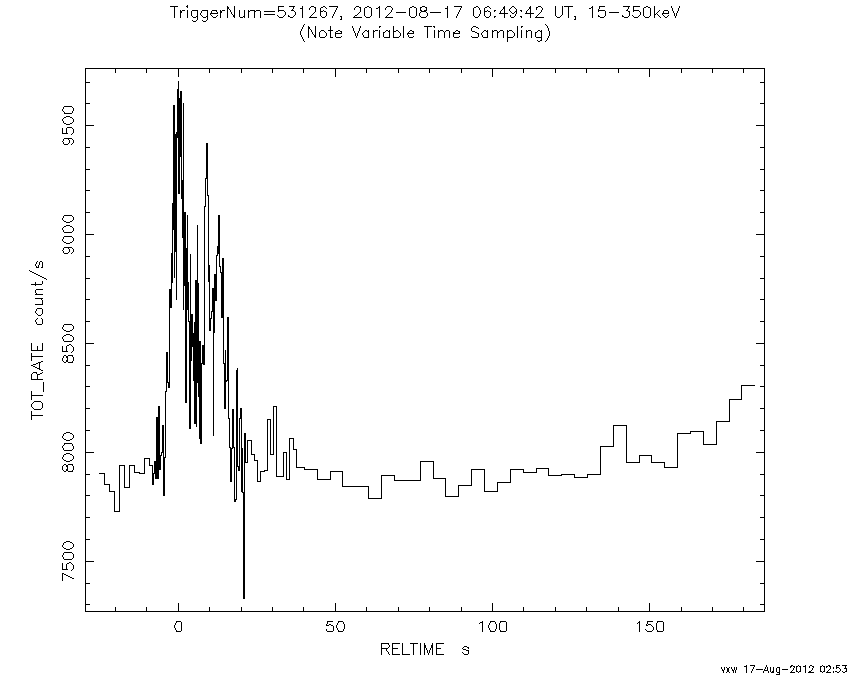 TriggerNum=531267, 2012-08-17 06:49:42 UT, 15-350keV
(Note Variable Time Sampling)
TOT_RATE count/s
9500
9000
8500
8000
7500
0 50 100 150
RELTIME s
vxw 17-Aug-2012 02:53